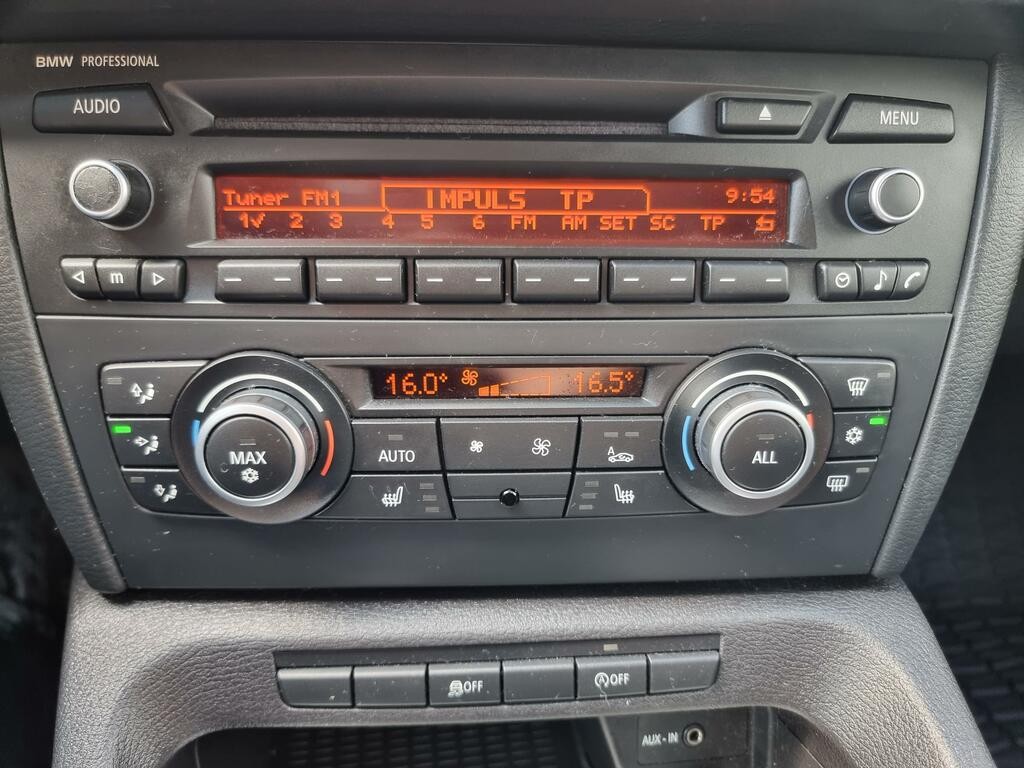 BMW PROFESSIONAL
AUDIO
MENU
Tuner FM1 IMPULS TP 9:54
1√ 2 3 4 5 6 FM AM SET SC TP
m
16.0° 16.5°
MAX
AUTO
A
ALL
OFF
A OFF
AUX-IN